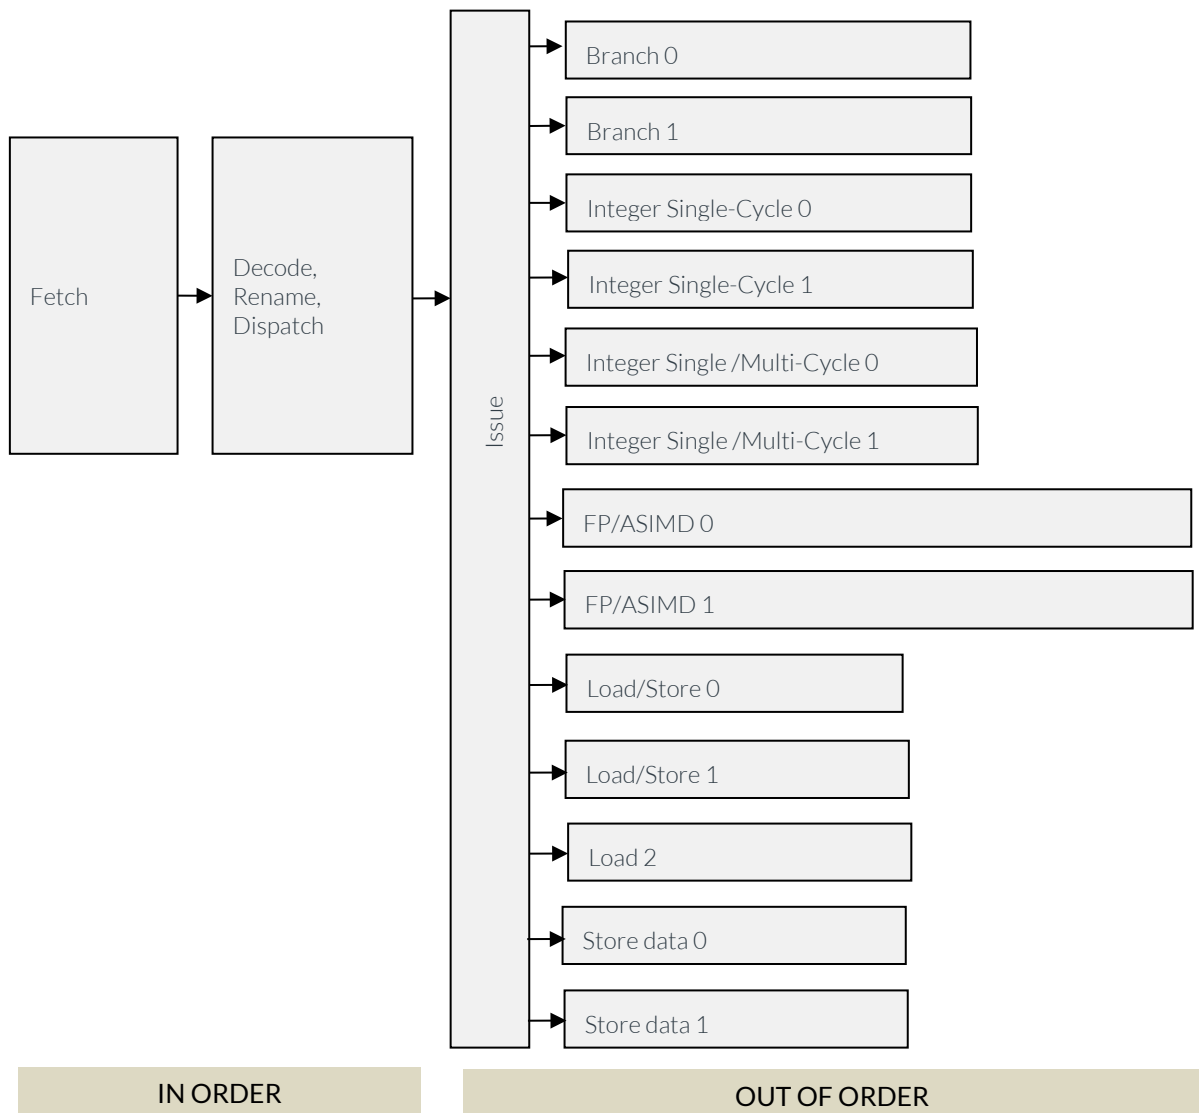 Fetch
Decode,
Rename,
Dispatch
Issue
Branch 0
Branch 1
Integer Single-Cycle 0
Integer Single-Cycle 1
Integer Single /Multi-Cycle 0
Integer Single /Multi-Cycle 1
FP/ASIMD 0
FP/ASIMD 1
Load/Store 0
Load/Store 1
Load 2
Store data 0
Store data 1
IN ORDER
OUT OF ORDER